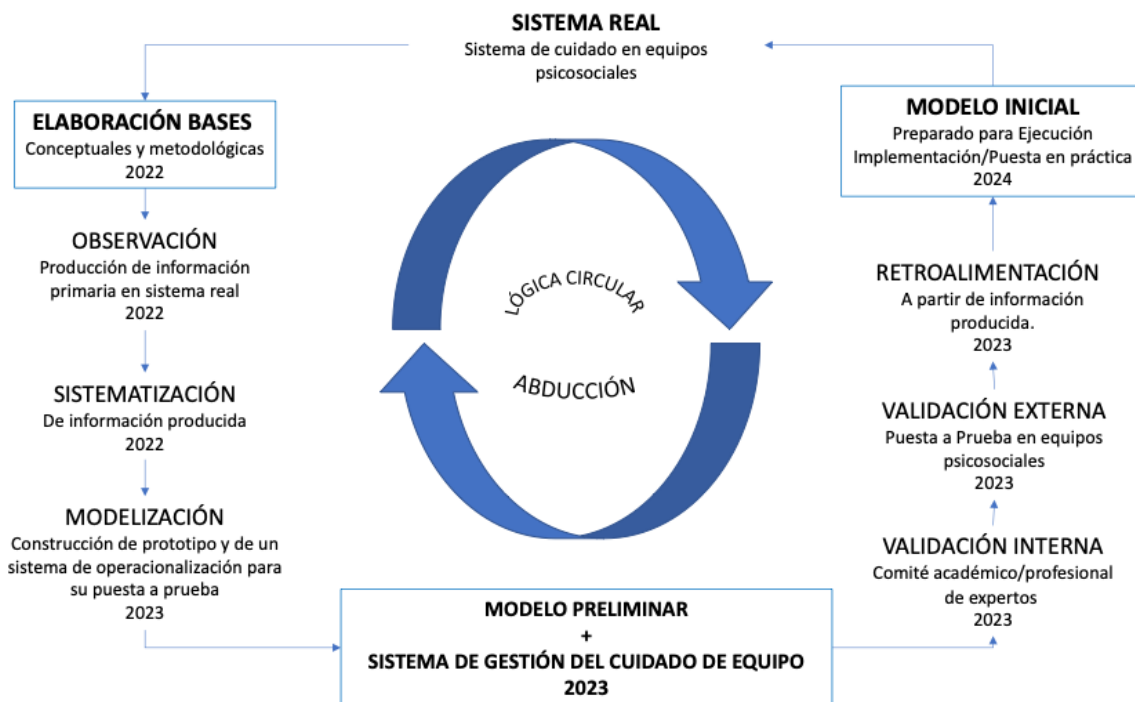 SISTEMA REAL
Sistema de cuidado en equipos
psicosociales
ELABORACIÓN BASES
Conceptuales y metodológicas
2022
OBSERVACIÓN
Producción de información
primaria en sistema real
2022
SISTEMATIZACIÓN
De información producida
2022
MODELIZACIÓN
Construcción de prototipo y de un
sistema de operacionalización para
su puesta a prueba
2023
LÓGICA CIRCULAR
ABDUCCIÓN
MODELO PRELIMINAR
+
SISTEMA DE GESTIÓN DEL CUIDADO DE EQUIPO
2023
MODELO INICIAL
Preparado para Ejecución
Implementación/Puesta en práctica
2024
RETROALIMENTACIÓN
A partir de información
producida.
2023
VALIDACIÓN EXTERNA
Puesta a Prueba en equipos
psicosociales
2023
VALIDACIÓN INTERNA
Comité académico/profesional
de expertos
2023